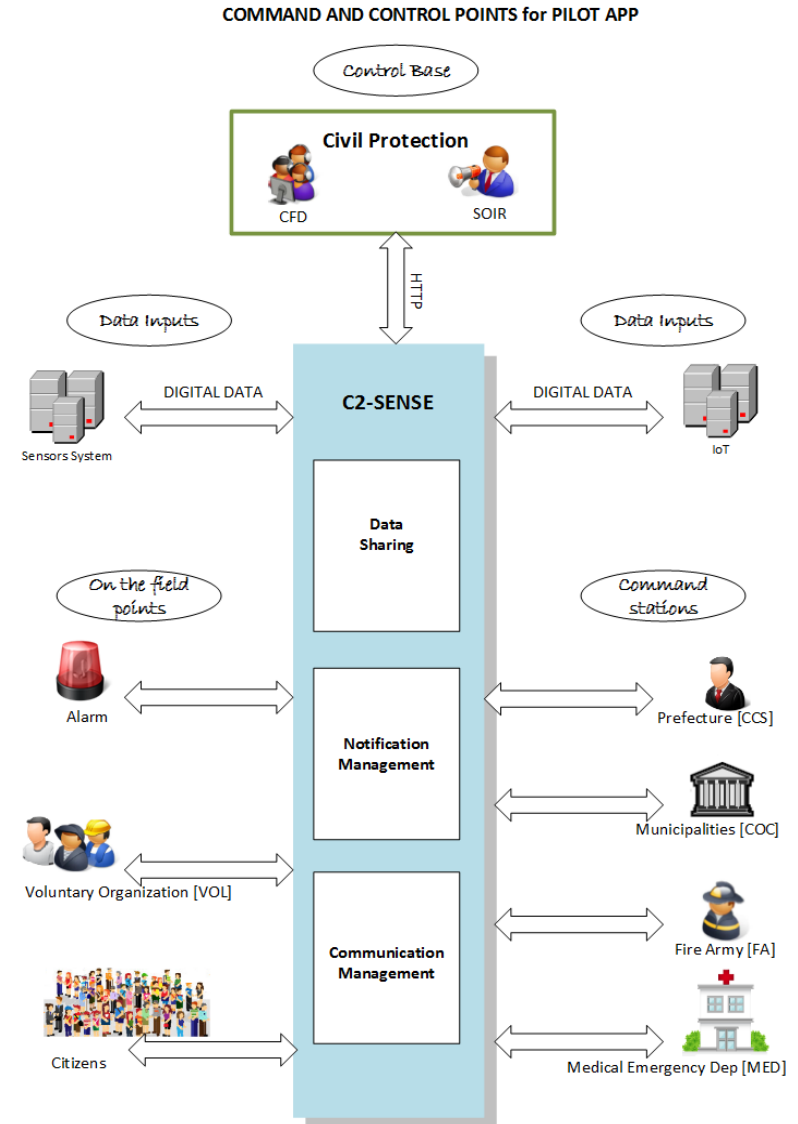 COMMAND AND CONTROL POINTS for PILOT APP
Control Base
Civil Protection
CFD
SOIR
HTTP
Data Inputs
Data Inputs
DIGITAL DATA
C2-SENSE
DIGITAL DATA
Sensors System
IoT
Data
Sharing
On the field
points
Command
stations
Alarm
Prefecture [CCS]
Notification
Management
Municipalities [COC]
Voluntary Organization [VOL]
Communication
Management
Fire Army [FA]
Citizens
Medical Emergency Dep [MED]